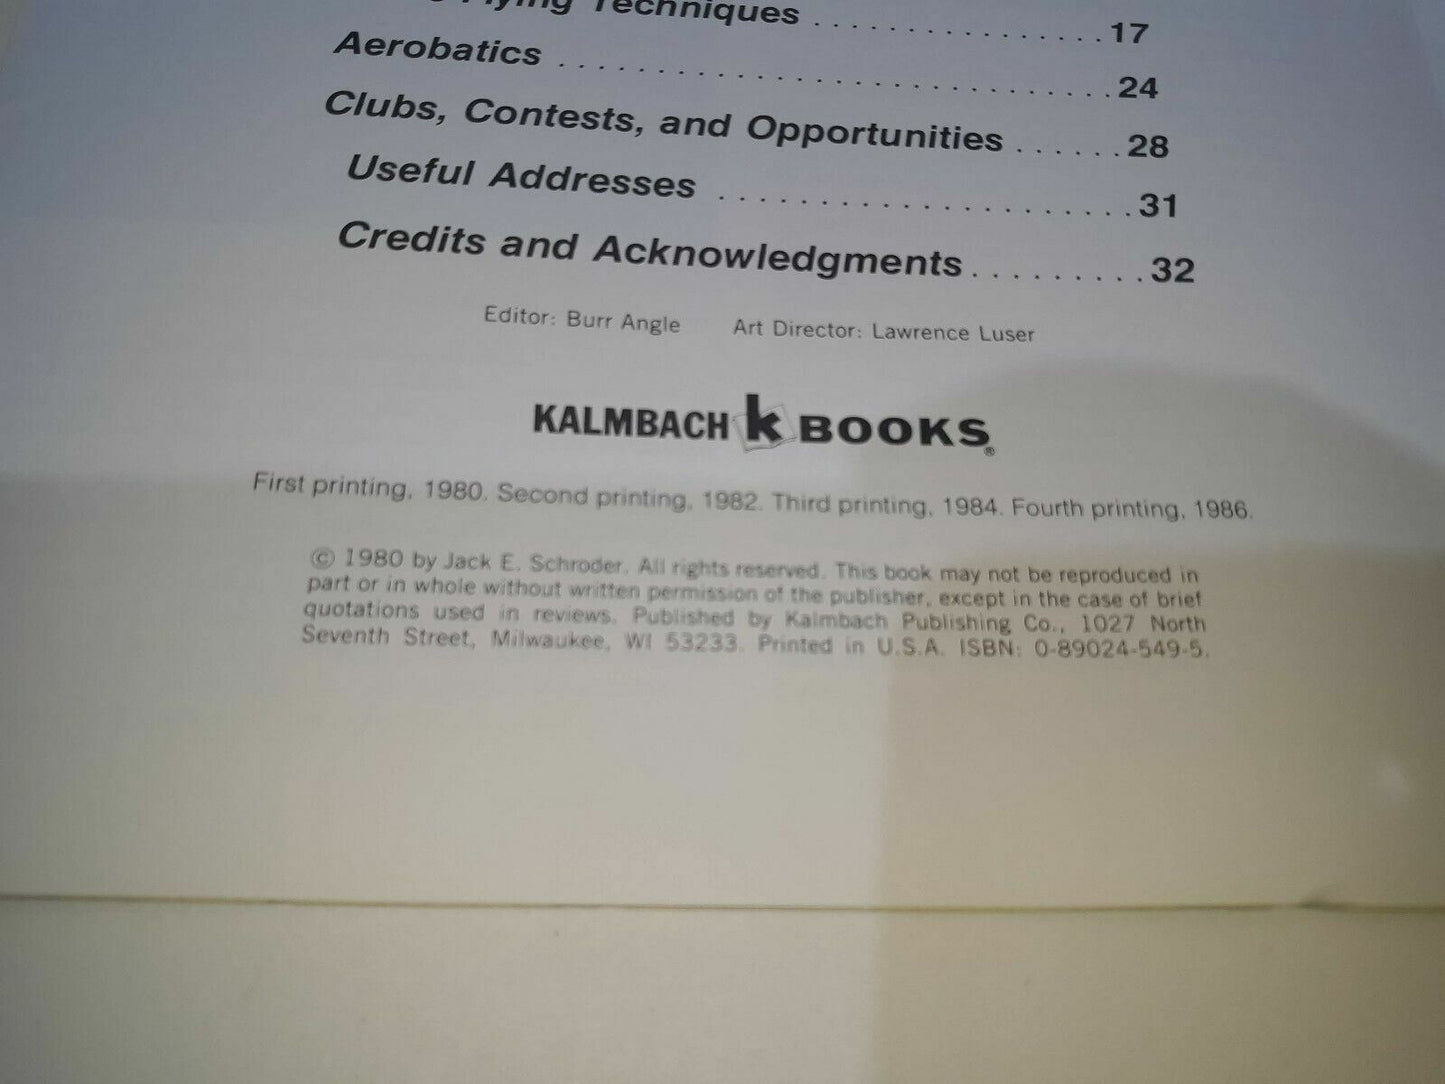 Flying Techniques . . . . . . . . . . . . . . . . 17
Aerobatics . . . . . . . . . . . . . . . . . . . . . . . . . . . . 24
Clubs, Contests, and Opportunities . . . . . . 28
Useful Addresses . . . . . . . . . . . . . . . . . . . . . 31
Credits and Acknowledgments . . . . . . . . . 32
Editor: Burr Angle Art Director: Lawrence Luser
KALMBACH k BOOKS®
First printing, 1980. Second printing, 1982. Third printing, 1984. Fourth printing, 1986.
© 1980 by Jack E. Schroder. All rights reserved. This book may not be reproduced in
part or in whole without written permission of the publisher, except in the case of brief
quotations used in reviews. Published by Kalmbach Publishing Co., 1027 North
Seventh Street, Milwaukee, WI 53233. Printed in U.S.A. ISBN: 0-89024-549-5.